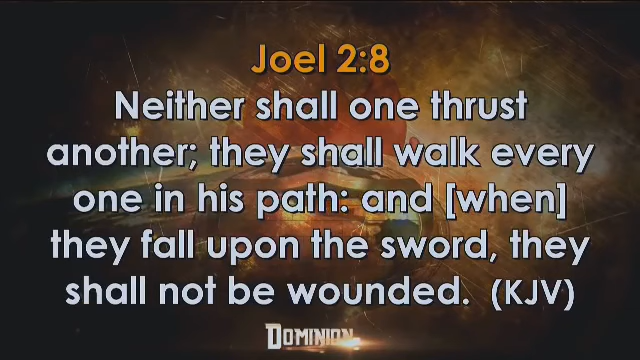 Joel 2:8
Neither shall one thrust
another; they shall walk every
one in his path: and [when]
they fall upon the sword, they
shall not be wounded. (KJV)
DOMINION